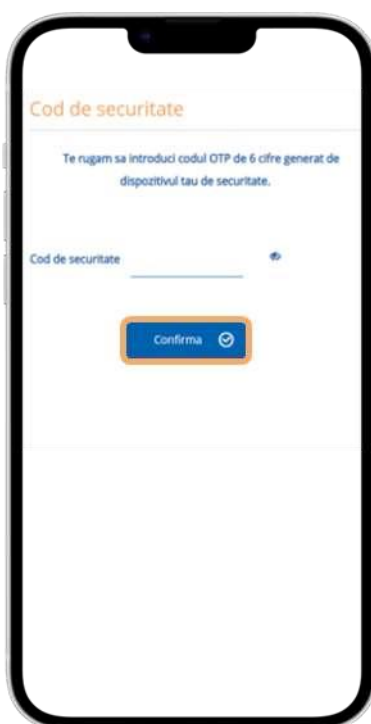 Cod de securitate
Te rugam sa introduci codul OTP de 6 cifre generat de
dispozitivul tau de securitate.
Cod de securitate
Confirma